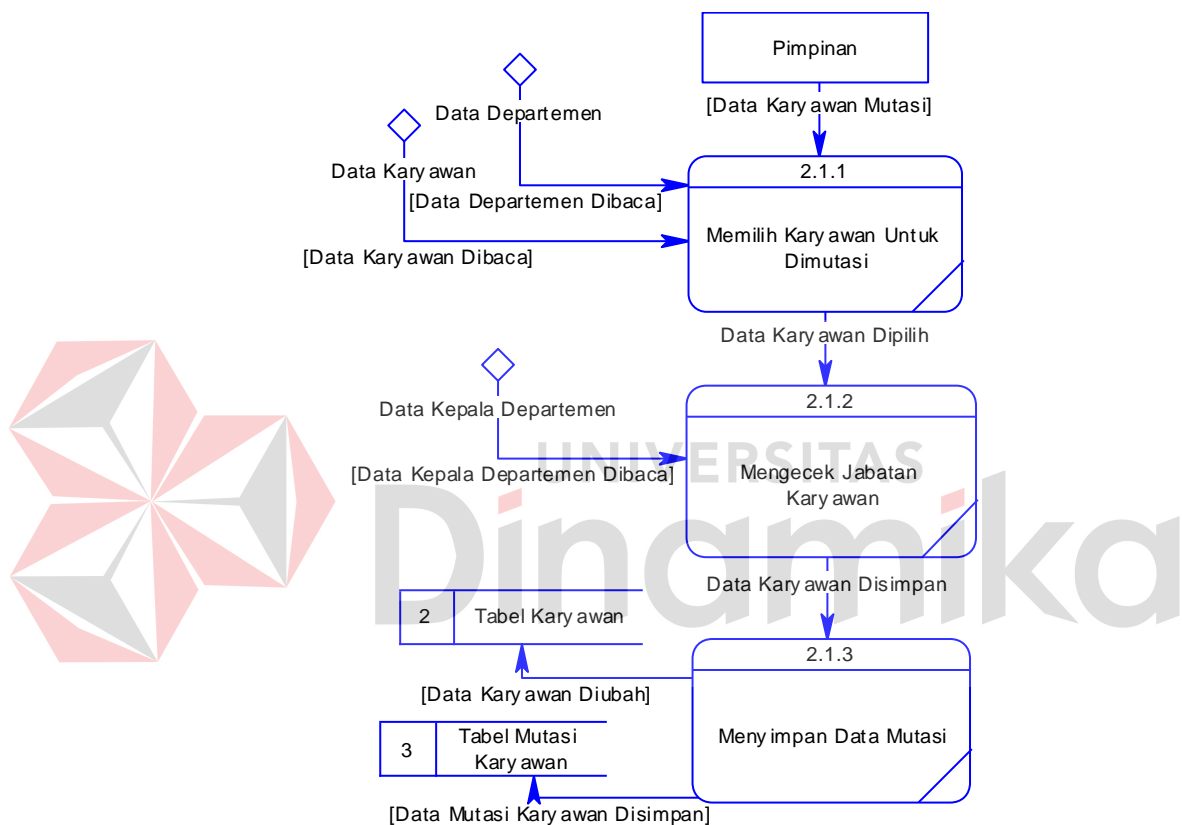 Pimpinan
[Data Karyawan Mutasi]
Data Departemen
Data Karyawan
2.1.1
[Data Departemen Dibaca]
Memilih Karyawan Untuk
Dimutasi
[Data Karyawan Dibaca]
Data Karyawan Dipilih
2.1.2
Data Kepala Departemen
UNIVERSITAS
Dinamika
[Data Kepala Departemen Dibaca]
Mengecek Jabatan
Karyawan
Data Karyawan Disimpan
2
Tabel Karyawan
2.1.3
[Data Karyawan Diubah]
3
Tabel Mutasi
Karyawan
Menyimpan Data Mutasi
[Data Mutasi Karyawan Disimpan]